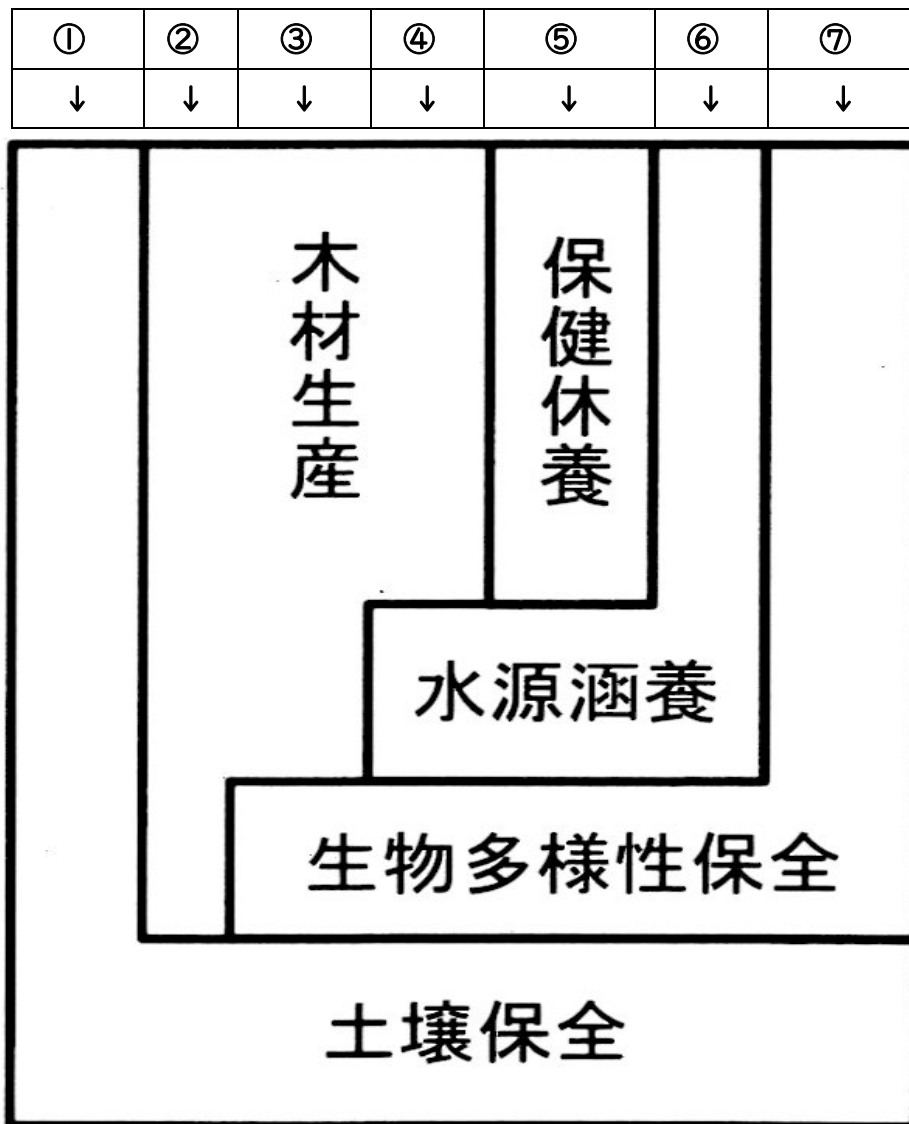 ① ② ③ ④ ⑤ ⑥ ⑦
↓ ↓ ↓ ↓ ↓ ↓ ↓
木材生産
保健休養
水源涵養
生物多様性保全
土壌保全